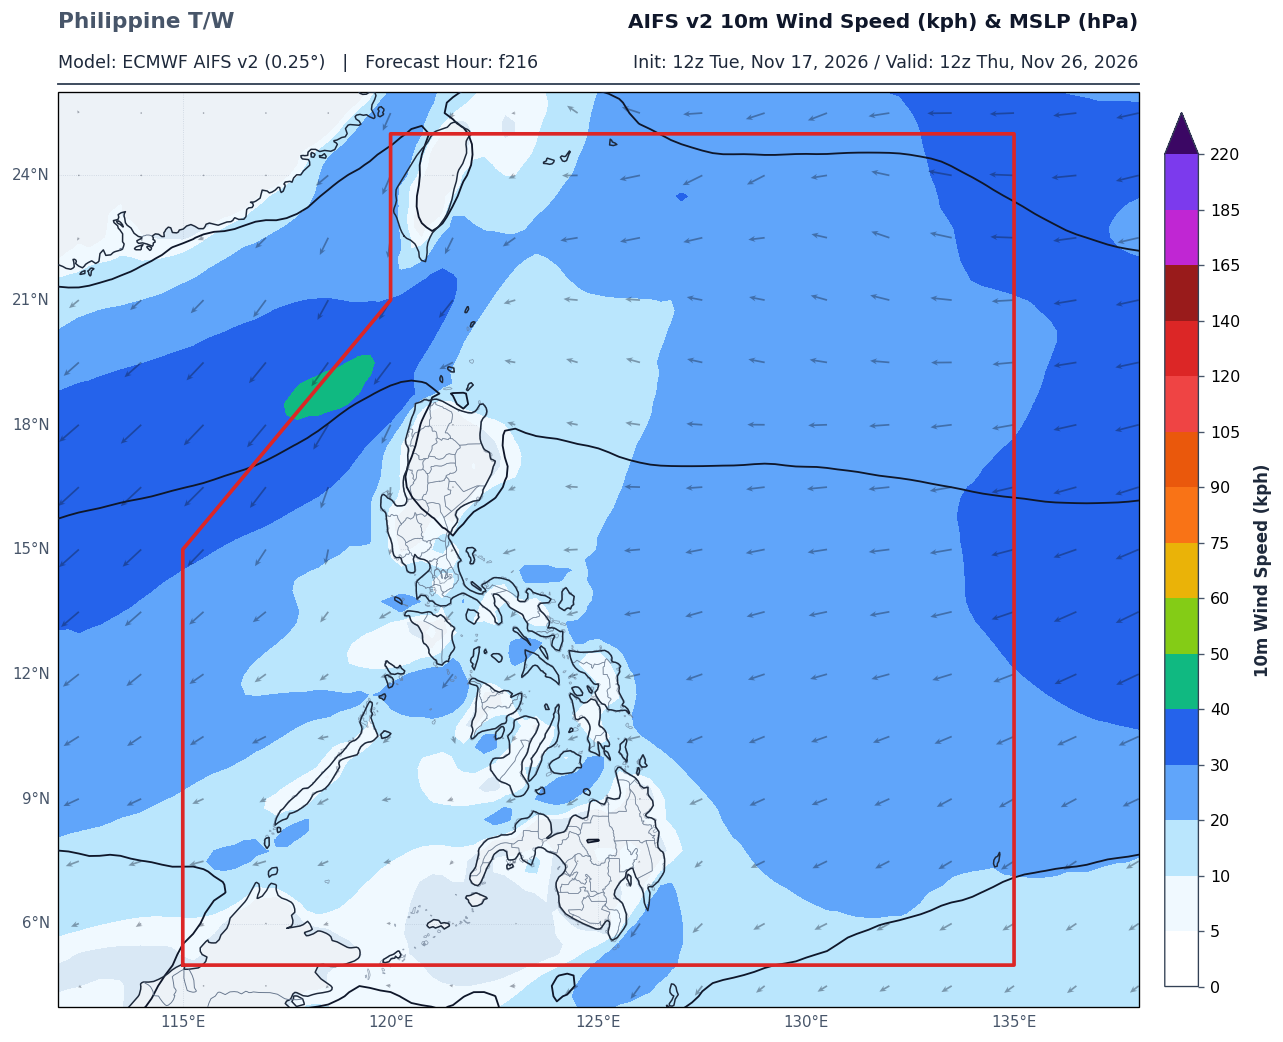 Philippine T/W
AIFS v2 10m Wind Speed (kph) & MSLP (hPa)
Model: ECMWF AIFS v2 (0.25°)   |   Forecast Hour: f216
Init: 12z Tue, Nov 17, 2026 / Valid: 12z Thu, Nov 26, 2026
24°N
21°N
18°N
15°N
12°N
9°N
6°N
115°E
120°E
125°E
130°E
135°E
220
185
165
140
120
105
90
75
60
50
40
30
20
10
5
0
10m Wind Speed (kph)